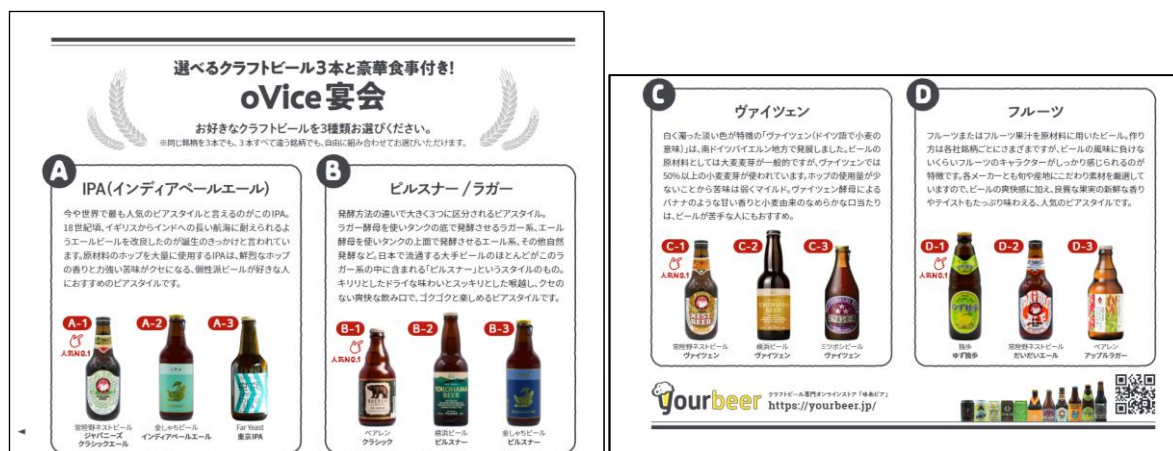 選べるクラフトビール3本と豪華食事付き!
oVice宴会
お好きなクラフトビールを3種類お選びください。
※同じ銘柄を3本でも、3本すべて違う銘柄でも、自由に組み合わせてお選びいただけます。
A
IPA(インディアペールエール)
今や世界で最も人気のビアスタイルと言えるのがこのIPA。
18世紀頃、イギリスからインドへの長い航海に耐えられるよ
うエールビールを改良したのが誕生のきっかけと言われてい
ます。原材料のホップを大量に使用するIPAは、鮮烈なホップ
の香りと力強い苦味がクセになる、個性派ビールが好きな人
におすすめのビアスタイルです。
A-1
人気NO.1
常陸野ネストビール
ジャパニーズ
クラシックエール
A-2
IPA
金しゃちビール
インディアペールエール
A-3
Far Yeast
東京IPA
B
ピルスナー/ラガー
発酵方法の違いで大きく3つに区分されるビアスタイル。
ラガー酵母を使いタンクの底で発酵させるラガー系、エール
酵母を使いタンクの上面で発酵させるエール系、その他自然
発酵など。日本で流通する大手ビールのほとんどがこのラ
ガー系の中に含まれる「ピルスナー」というスタイルのもの。
キリリとしたドライな味わいとスッキリとした喉越し、クセの
ない爽快な飲み口で、ゴクゴクと楽しめるビアスタイルです。
B-1
人気NO.1
ベアレン
クラシック
B-2
YOKOHAMA
横浜ビール
ピルスナー
B-3
金しゃちビール
ピルスナー
C
ヴァイツェン
白く濁った淡い色が特徴の「ヴァイツェン(ドイツ語で小麦の
意味)」は、南ドイツバイエルン地方で発展しました。ビールの
原材料としては大麦麦芽が一般的ですが、ヴァイツェンでは
50%以上の小麦麦芽が使われています。ホップの使用量が少
ないことから苦味は弱くマイルド。ヴァイツェン酵母による
バナナのような甘い香りと小麦由来のなめらかな口当たり
は、ビールが苦手な人にもおすすめ。
C-1
人気NO.1
NEST
BEER
常陸野ネストビール
ヴァイツェン
C-2
YOKOHAMA
横浜ビール
ヴァイツェン
C-3
ミツボシビール
ヴァイツェン
D
フルーツ
フルーツまたはフルーツ果汁を原材料に用いたビール。作り
方は各社銘柄ごとにさまざまですが、ビールの風味に負けな
いくらいフルーツのキャラクターがしっかり感じられるのが
特徴です。各メーカーとも旬や産地にこだわり素材を厳選し
ていますので、ビールの爽快感に加え、良質な果実の新鮮な香り
やテイストもたっぷり味わえる、人気のビアスタイルです。
D-1
人気NO.1
独歩
ゆず独歩
D-2
常陸野ネストビール
だいだいエール
D-3
ベアレン
アップルラガー
yourbeer
クラフトビール専門オンラインストア「ゆあビア」
https://yourbeer.jp/